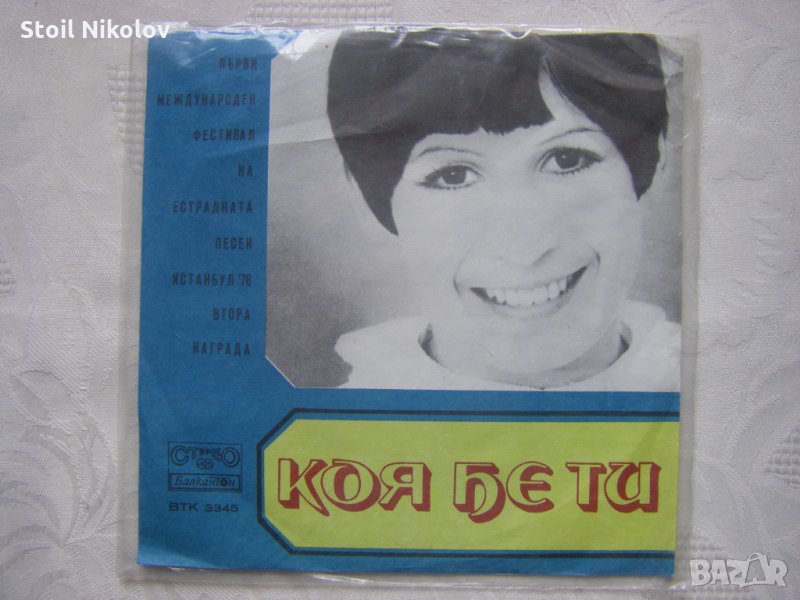 Stoil Nikolov
ПЪРВИ
МЕЖДУНАРОДЕН
ФЕСТИВАЛ
НА
ЕСТРАДНАТА
ПЕСЕН
ИСТАНБУЛ '76
ВТОРА
НАГРАДА
СТЕРЕО
Балкантон
ВТК 3345
КОЯ БЕ ТИ
BAZAR